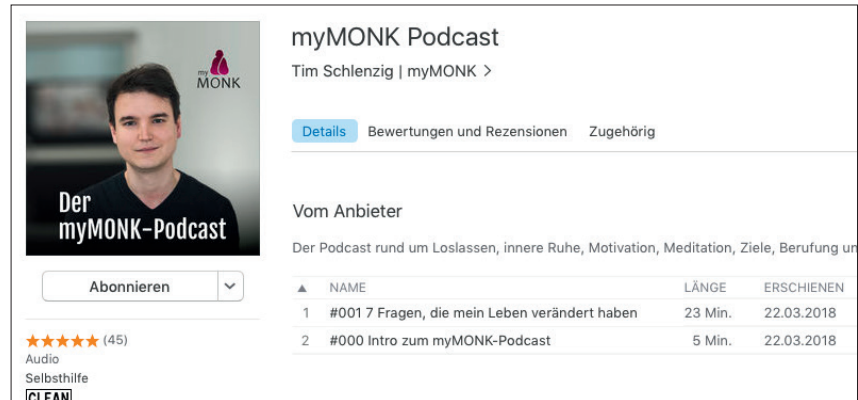 my
MONK
Der
myMONK-Podcast
Abonnieren
★★★★★ (45)
Audio
Selbsthilfe
CLEAN
myMONK Podcast
Tim Schlenzig | myMONK >
Details Bewertungen und Rezensionen Zugehörig
Vom Anbieter
Der Podcast rund um Loslassen, innere Ruhe, Motivation, Meditation, Ziele, Berufung
▲ NAME LÄNGE ERSCHIENEN
1 #001 7 Fragen, die mein Leben verändert haben 23 Min. 22.03.2018
2 #000 Intro zum myMONK-Podcast 5 Min. 22.03.2018